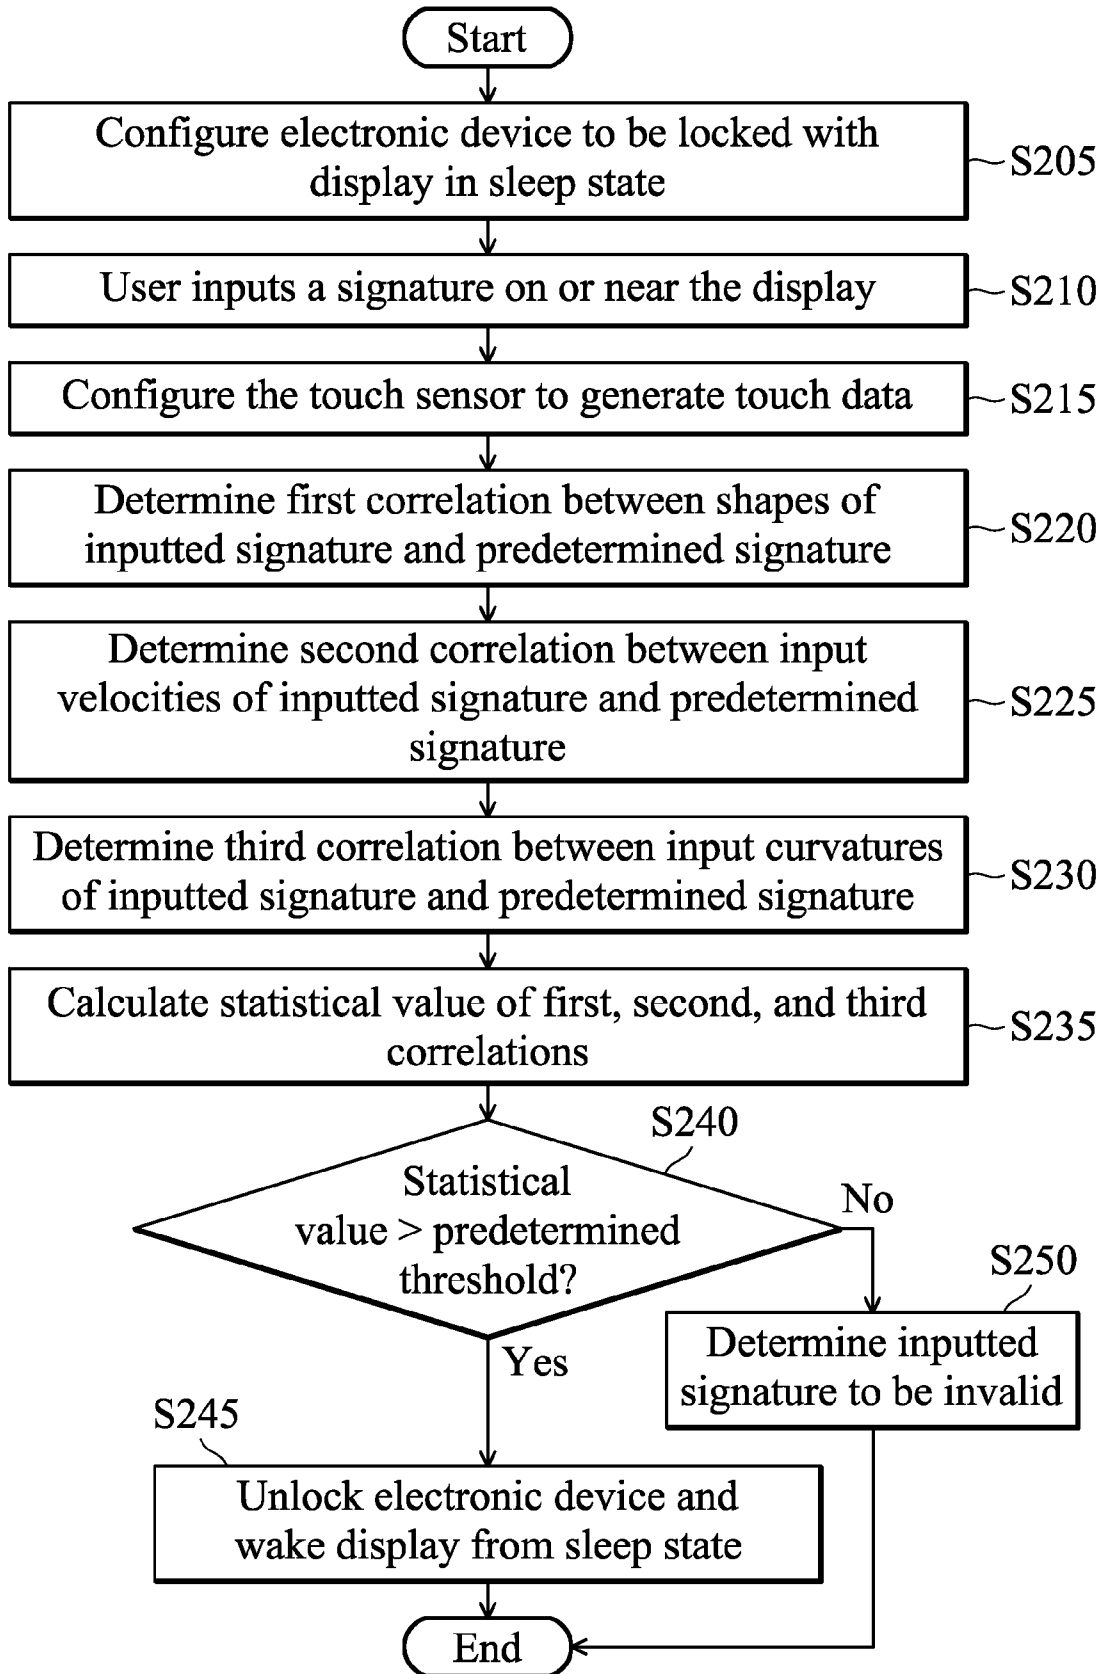 Start
Configure electronic device to be locked with
display in sleep state
S205
User inputs a signature on or near the display
S210
Configure the touch sensor to generate touch data
S215
Determine first correlation between shapes of
inputted signature and predetermined signature
S220
Determine second correlation between input
velocities of inputted signature and predetermined
signature
S225
Determine third correlation between input curvatures
of inputted signature and predetermined signature
S230
Calculate statistical value of first, second, and third
correlations
S235
S240
Statistical
value > predetermined
threshold?
No
S250
Determine inputted
signature to be invalid
Yes
S245
Unlock electronic device and
wake display from sleep state
End